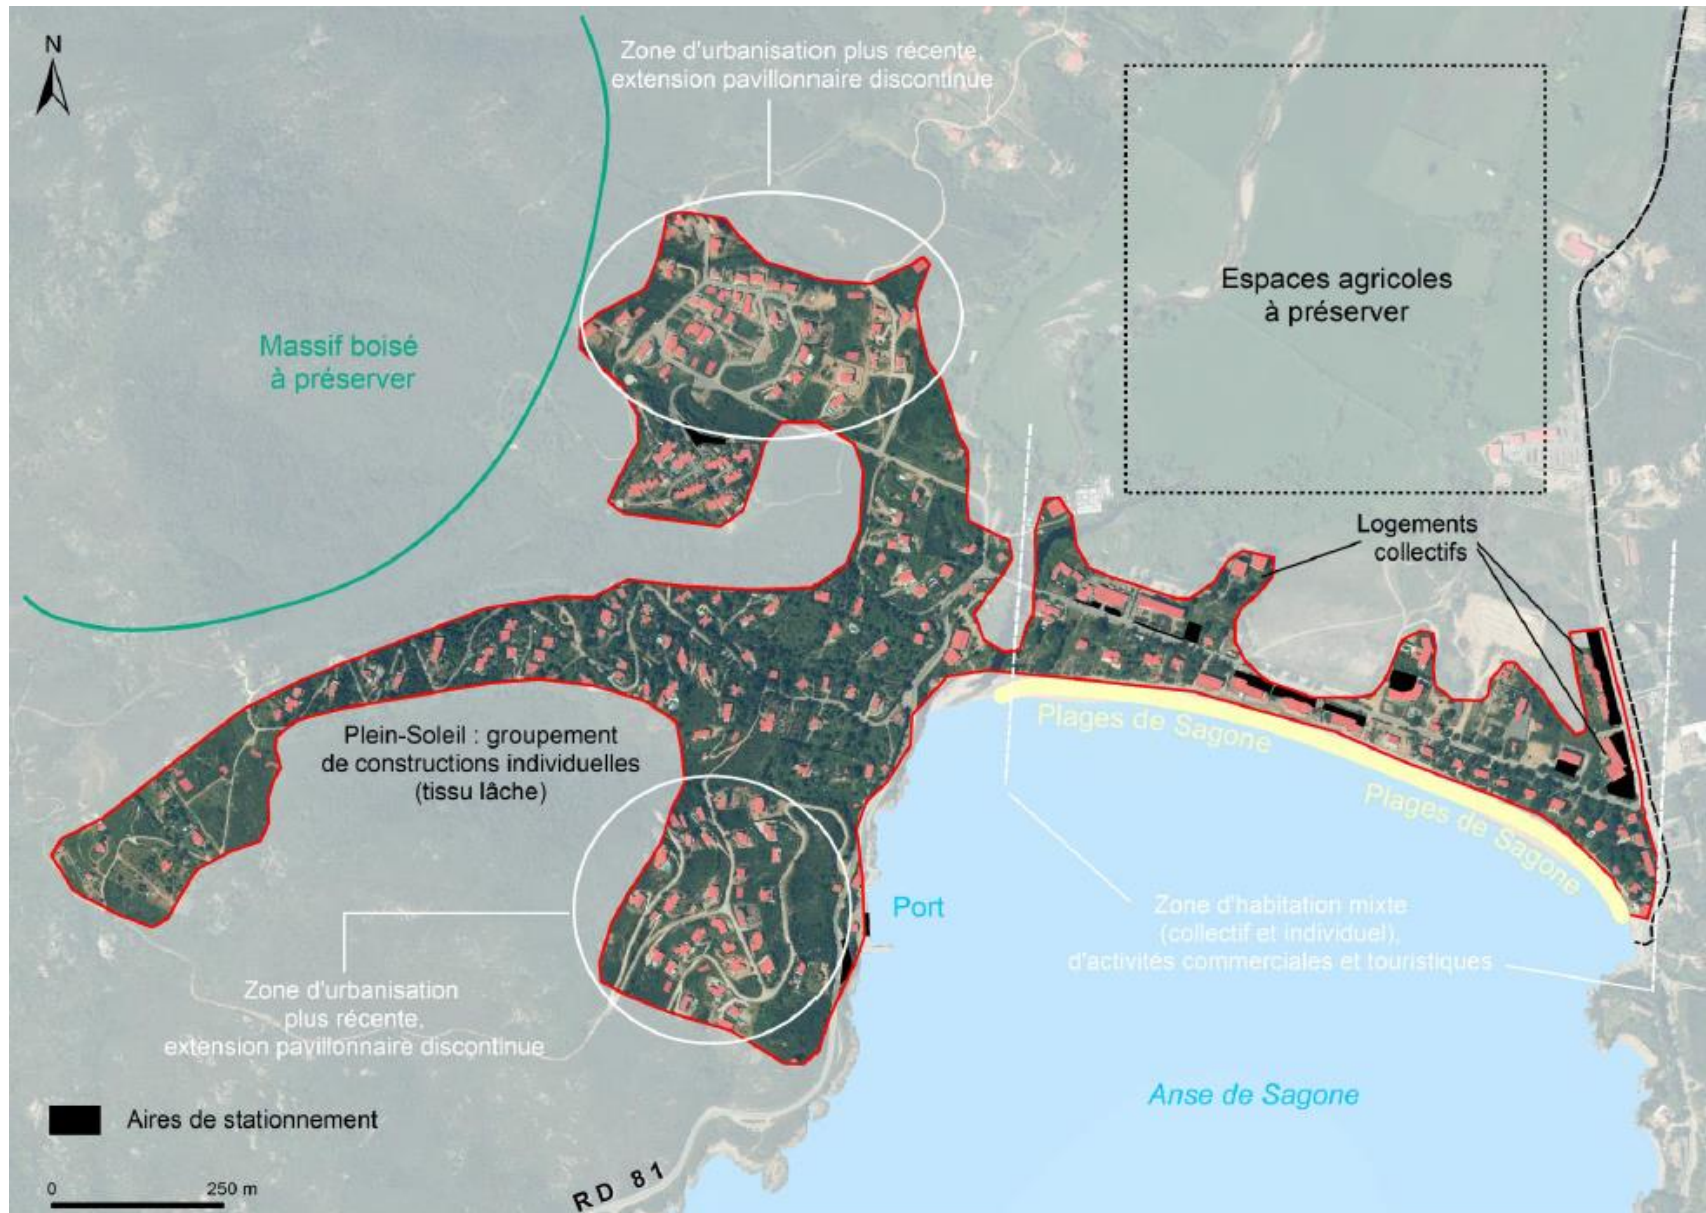 N
Zone d'urbanisation plus récente,
extension pavillonnaire discontinue
Espaces agricoles
à préserver
Massif boisé
à préserver
Logements
collectifs
Plein-Soleil : groupement
de constructions individuelles
(tissu lâche)
Plages de Sagone
Plages de Sagone
Port
Zone d'habitation mixte
(collectif et individuel),
d'activités commerciales et touristiques
Zone d'urbanisation
plus récente,
extension pavillonnaire discontinue
Anse de Sagone
Aires de stationnement
0 250 m
RD 81